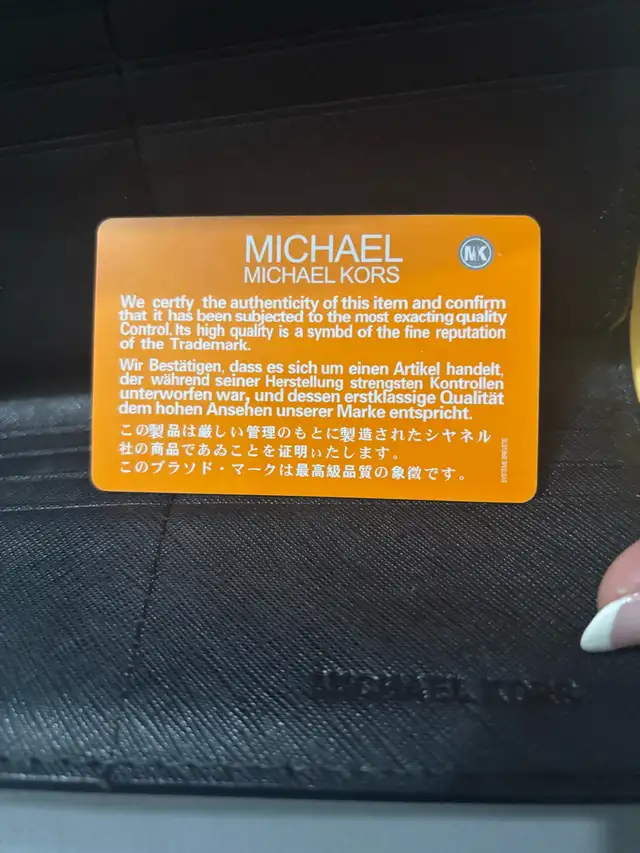 MICHAEL
MK
MICHAEL KORS
We certfy the authenticity of this item and confirm
that it has been subjected to the most exacting quality
Control. Its high quality is a symbd of the fine reputation
of the Trademark.
Wir Bestätigen, dass es sich um einen Artikel handelt,
der während seiner Herstellung strengsten Kontrollen
unterworfen war, und dessen erstklassige Qualität
dem hohen Ansehen unserer Marke entspricht.
この製品は厳しい管理のもとに製造されたシヤネル
社の商品であゐことを证明ぃたします。
このブラソド・マークは最高級品質の象徴です。
MICHAEL KORS